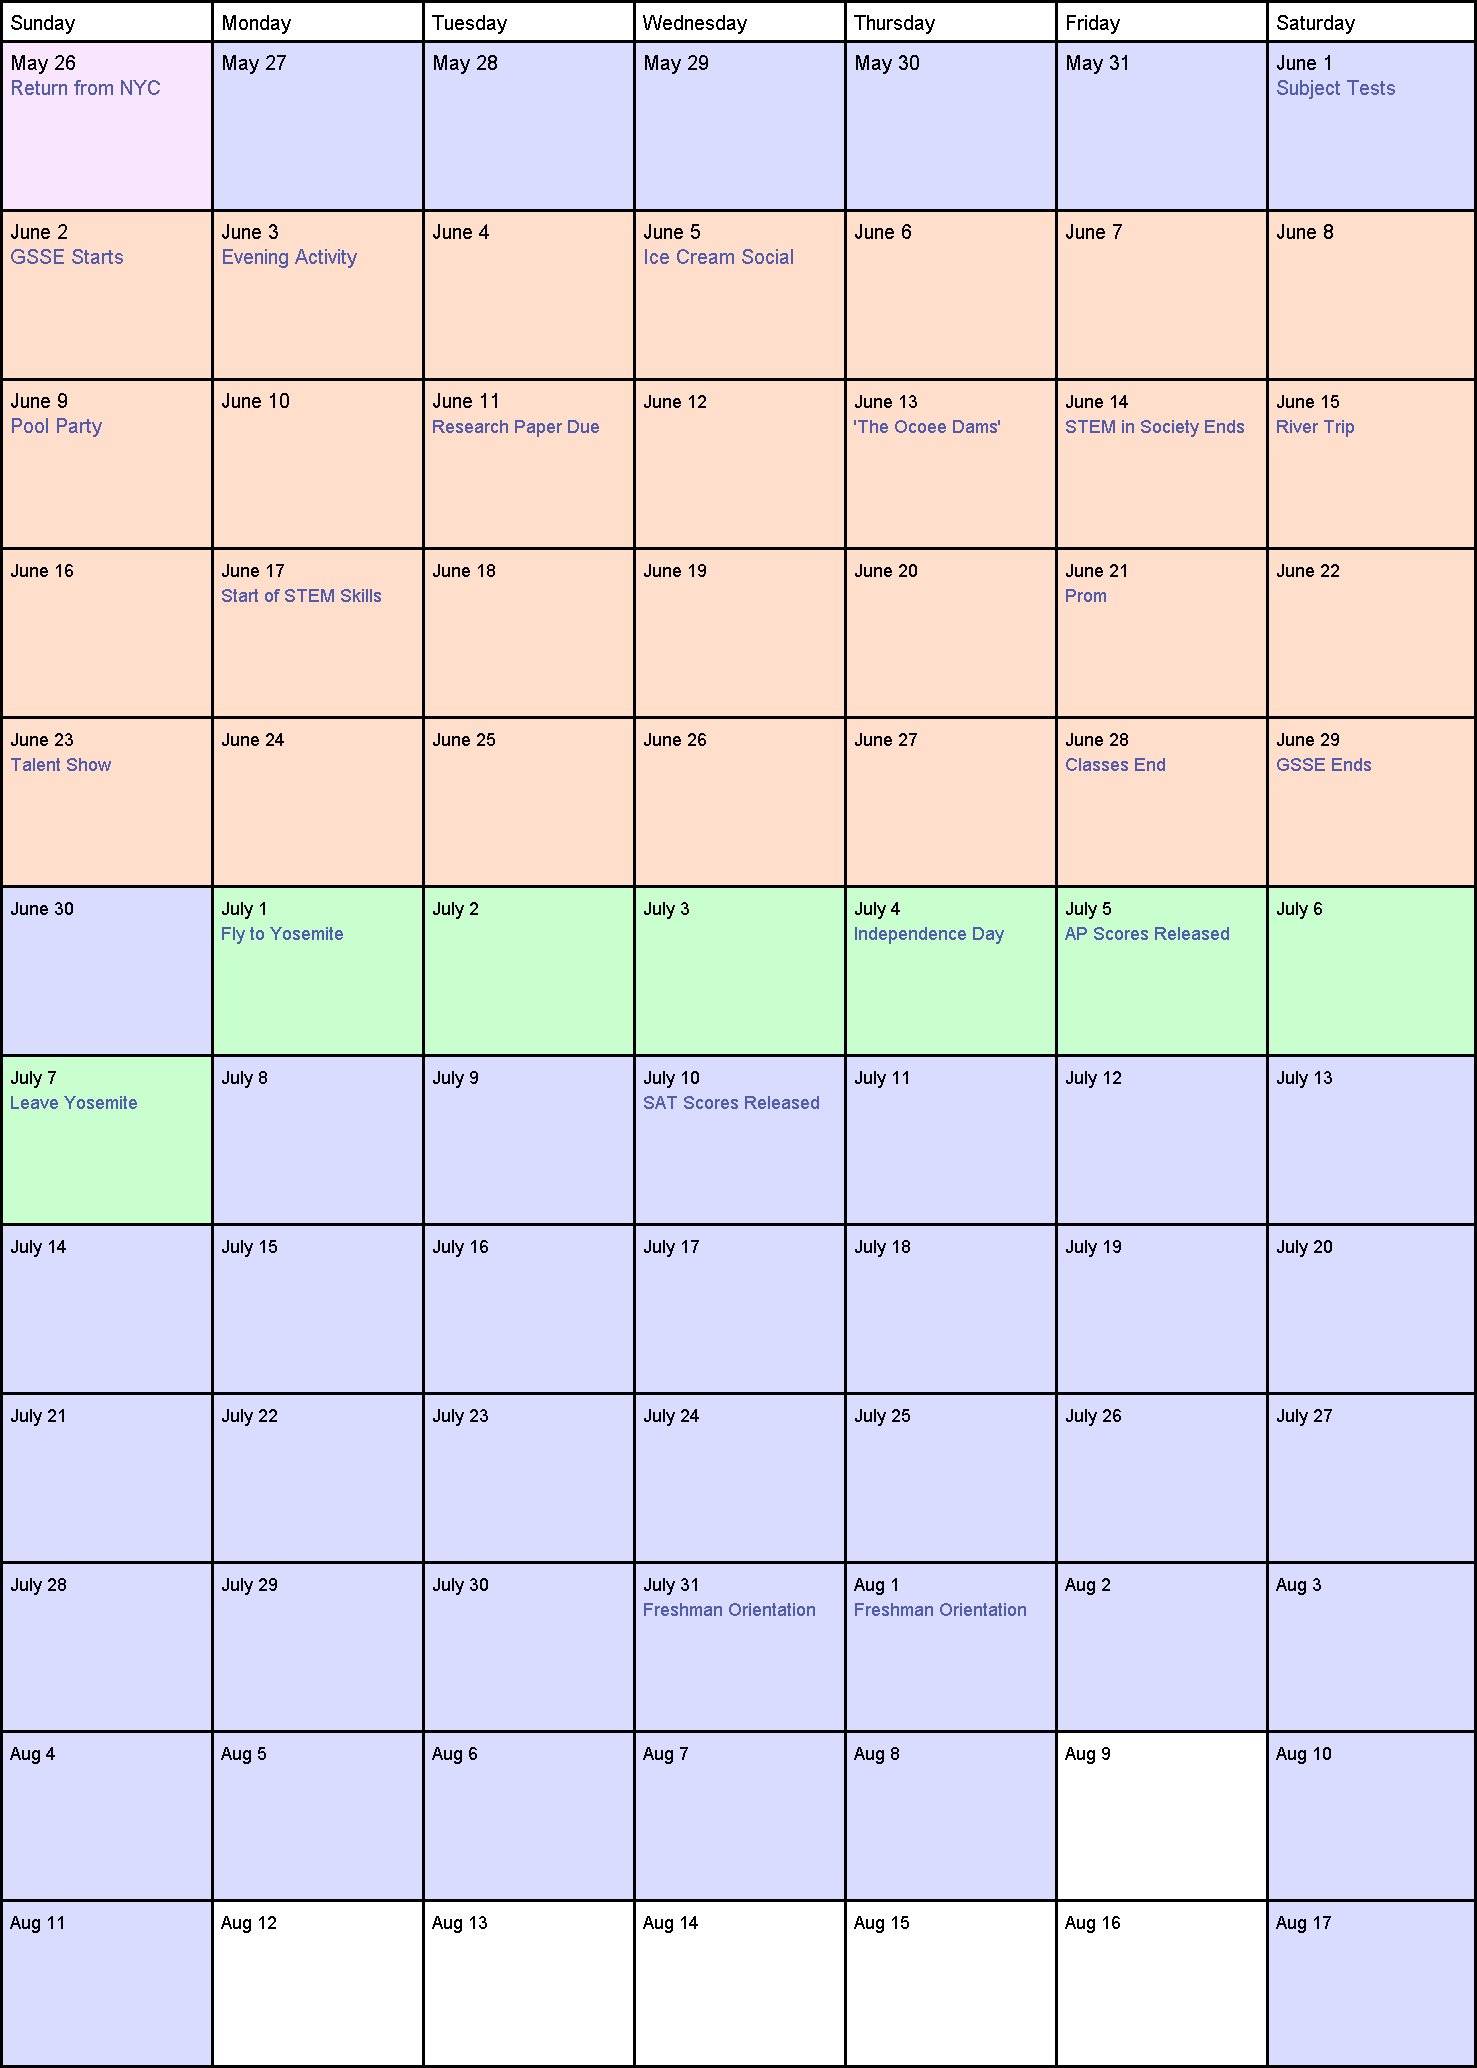 Sunday Monday Tuesday Wednesday Thursday Friday Saturday
May 26 May 27 May 28 May 29 May 30 May 31 June 1
Return from NYC Subject Tests
June 2 June 3 June 4 June 5 June 6 June 7 June 8
GSSE Starts Evening Activity Ice Cream Social
June 9 June 10 June 11 June 12 June 13 June 14 June 15
Pool Party Research Paper Due 'The Ocoee Dams' STEM in Society Ends River Trip
June 16 June 17 June 18 June 19 June 20 June 21 June 22
Start of STEM Skills Prom
June 23 June 24 June 25 June 26 June 27 June 28 June 29
Talent Show Classes End GSSE Ends
June 30 July 1 July 2 July 3 July 4 July 5 July 6
Fly to Yosemite Independence Day AP Scores Released
July 7 July 8 July 9 July 10 July 11 July 12 July 13
Leave Yosemite SAT Scores Released
July 14 July 15 July 16 July 17 July 18 July 19 July 20
July 21 July 22 July 23 July 24 July 25 July 26 July 27
July 28 July 29 July 30 July 31 Aug 1 Aug 2 Aug 3
Freshman Orientation Freshman Orientation
Aug 4 Aug 5 Aug 6 Aug 7 Aug 8 Aug 9 Aug 10
Aug 11 Aug 12 Aug 13 Aug 14 Aug 15 Aug 16 Aug 17